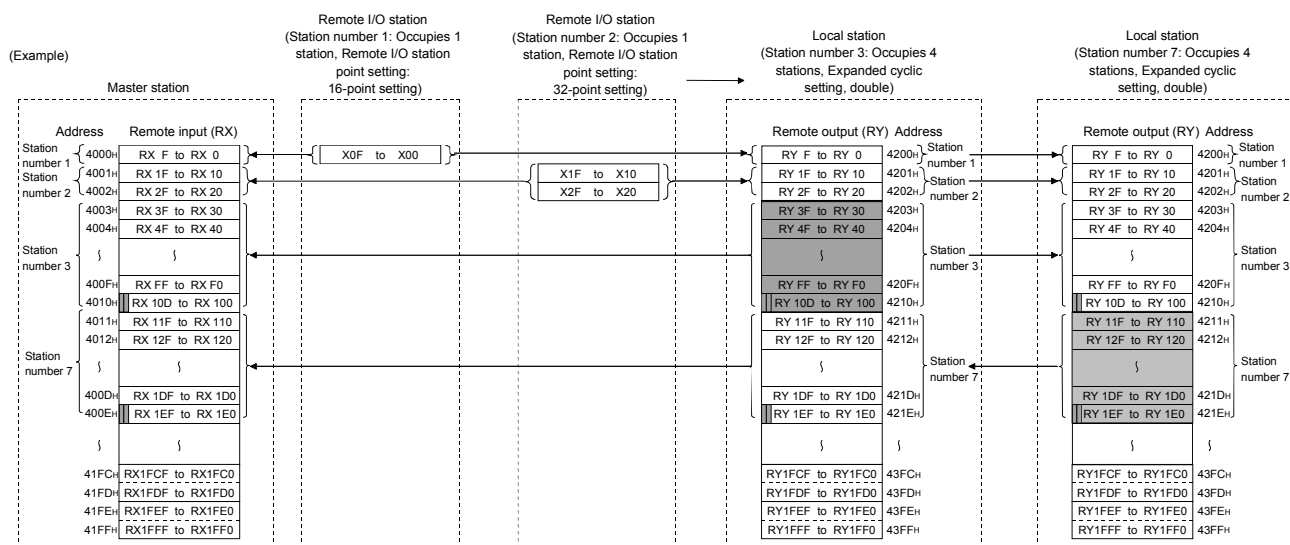 (Example)
Master station
Remote I/O station
(Station number 1: Occupies 1
station, Remote I/O station
point setting:
16-point setting)
Remote I/O station
(Station number 2: Occupies 1
station, Remote I/O station
point setting:
32-point setting)
Local station
(Station number 3: Occupies 4
stations, Expanded cyclic
setting, double)
Local station
(Station number 7: Occupies 4
stations, Expanded cyclic
setting, double)
Address Remote input (RX)
Station
number 1
4000H RX F to RX 0
Station
number 2
4001H RX 1F to RX 10
4002H RX 2F to RX 20
4003H RX 3F to RX 30
4004H RX 4F to RX 40
Station
number 3
400FH RX FF to RX F0
4010H RX 10D to RX 100
4011H RX 11F to RX 110
4012H RX 12F to RX 120
Station
number 7
400DH RX 1DF to RX 1D0
400EH RX 1EF to RX 1E0
41FCH RX1FCF to RX1FC0
41FDH RX1FDF to RX1FD0
41FEH RX1FEF to RX1FE0
41FFH RX1FFF to RX1FF0
X0F to X00
X1F to X10
X2F to X20
Remote output (RY) Address
RY F to RY 0 4200H
Station
number 1
RY 1F to RY 10 4201H
RY 2F to RY 20 4202H
Station
number 2
RY 3F to RY 30 4203H
RY 4F to RY 40 4204H
Station
number 3
RY FF to RY F0 420FH
RY 10D to RY 100 4210H
RY 11F to RY 110 4211H
RY 12F to RY 120 4212H
Station
number 7
RY 1DF to RY 1D0 421DH
RY 1EF to RY 1E0 421EH
RY1FCF to RY1FC0 43FCH
RY1FDF to RY1FD0 43FDH
RY1FEF to RY1FE0 43FEH
RY1FFF to RY1FF0 43FFH
Remote output (RY) Address
RY F to RY 0 4200H
Station
number 1
RY 1F to RY 10 4201H
RY 2F to RY 20 4202H
Station
number 2
RY 3F to RY 30 4203H
RY 4F to RY 40 4204H
Station
number 3
RY FF to RY F0 420FH
RY 10D to RY 100 4210H
RY 11F to RY 110 4211H
RY 12F to RY 120 4212H
Station
number 7
RY 1DF to RY 1D0 421DH
RY 1EF to RY 1E0 421EH
RY1FCF to RY1FC0 43FCH
RY1FDF to RY1FD0 43FDH
RY1FEF to RY1FE0 43FEH
RY1FFF to RY1FF0 43FFH